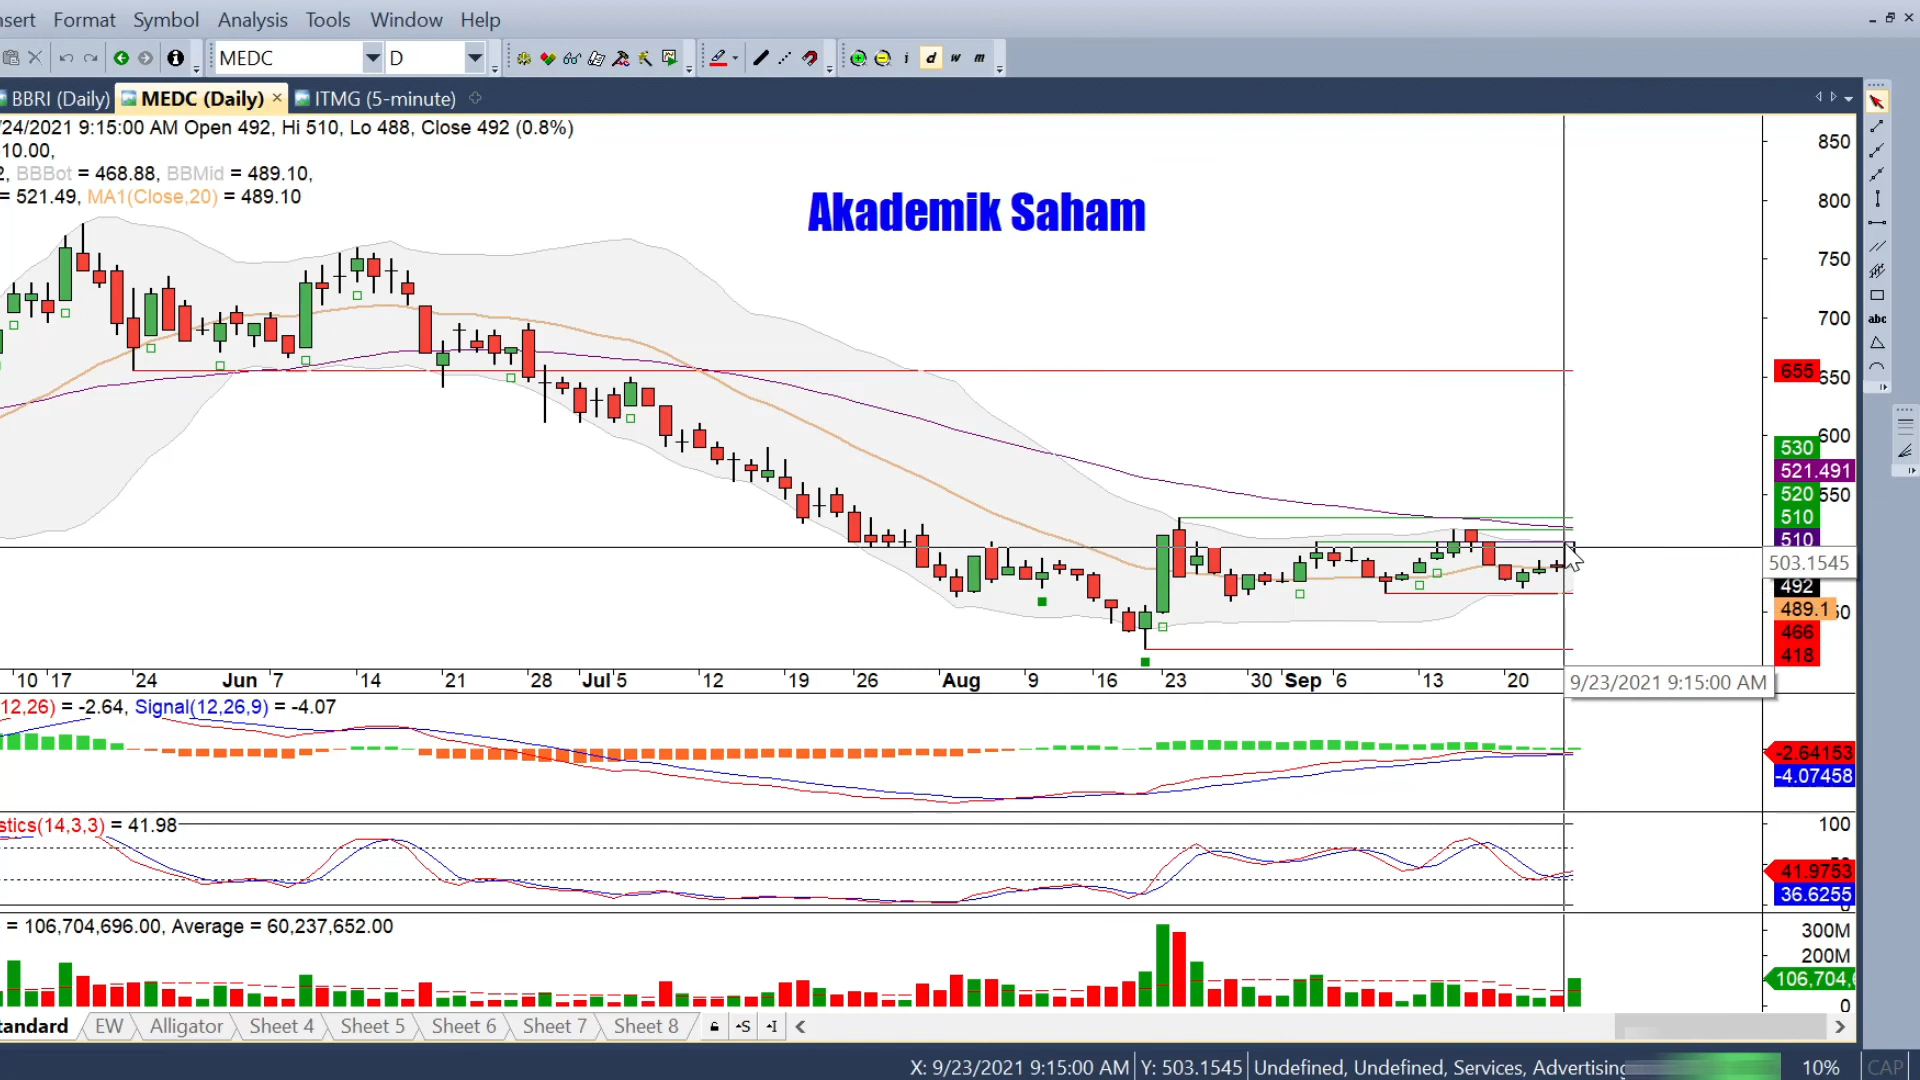 nsert Format Symbol Analysis Tools Window Help
MEDC D
i d w m
BBRI (Daily) MEDC (Daily) × ITMG (5-minute)
/24/2021 9:15:00 AM Open 492, Hi 510, Lo 488, Close 492 (0.8%)
10.00,
2, BBBot = 468.88, BBMid = 489.10,
= 521.49, MA1(Close,20) = 489.10
Akademik Saham
850
800
750
700
655
650
600
530
521.491
520
550
510
510
503.1545
492
489.1
466
418
abc
10 17 24 Jun 7 14 21 28 Jul 5 12 19 26 Aug 9 16 23 30 Sep 6 13 20
9/23/2021 9:15:00 AM
12,26) = -2.64, Signal(12,26,9) = -4.07
-2.64153
-4.07458
stics(14,3,3) = 41.98
100
41.9753
36.6255
0
= 106,704,696.00, Average = 60,237,652.00
300M
200M
106,704,6
0
tandard EW Alligator Sheet 4 Sheet 5 Sheet 6 Sheet 7 Sheet 8
X: 9/23/2021 9:15:00 AM Y: 503.1545 Undefined, Undefined, Services, Advertising 10% CAP